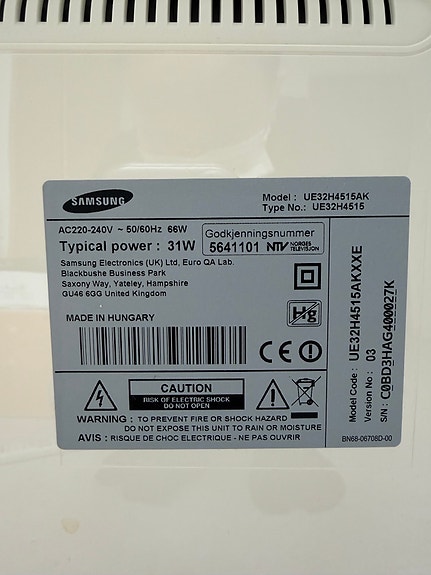 SAMSUNG
Model : UE32H4515AK
Type No.: UE32H4515
AC220-240V ~ 50/60Hz 66W
Typical power : 31W
Godkjenningsnummer
5641101 NTV NORGES TELEVISJON
Samsung Electronics (UK) Ltd, Euro QA Lab.
Blackbushe Business Park
Saxony Way, Yateley, Hampshire
GU46 6GG United Kingdom
Hg
MADE IN HUNGARY
CE
CAUTION
RISK OF ELECTRIC SHOCK
DO NOT OPEN
WARNING : TO PREVENT FIRE OR SHOCK HAZARD
DO NOT EXPOSE THIS UNIT TO RAIN OR MOISTURE
AVIS : RISQUE DE CHOC ELECTRIQUE - NE PAS OUVRIR
Model Code : UE32H4515AKXXE
Version No : 03
S/N : C0BD3HAG400027K
BN68-06708D-00